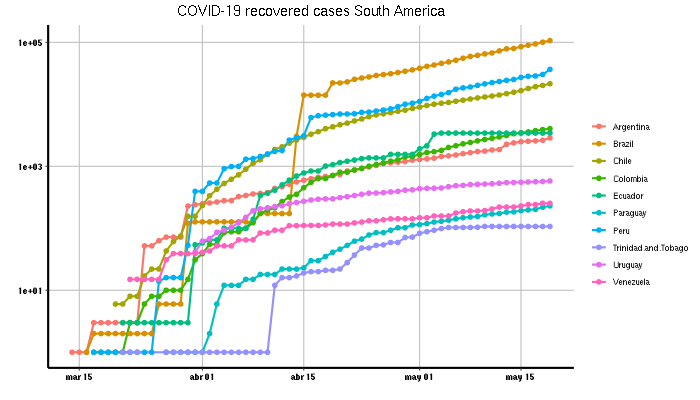 COVID-19 recovered cases South America
1e+05
1e+03
1e+01
mar 15
abr 01
abr 15
may 01
may 15
Argentina
Brazil
Chile
Colombia
Ecuador
Paraguay
Peru
Trinidad.and.Tobago
Uruguay
Venezuela